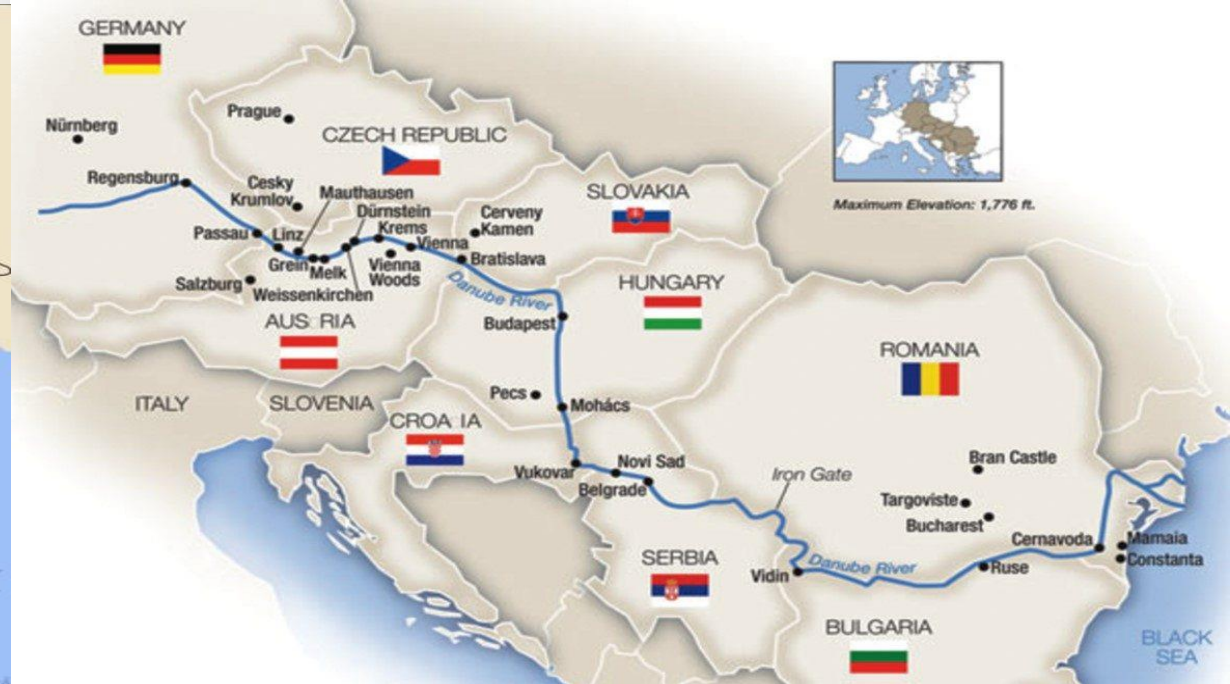 GERMANY
Nürnberg
Prague
CZECH REPUBLIC
Regensburg
Cesky
Krumlov
Mauthausen
Dürnstein
Krems
Passau
Linz
Vienna
Grein
Melk
Vienna
Woods
Salzburg
Weissenkirchen
AUS RIA
SLOVAKIA
Cerveny
Kamen
Bratislava
Danube River
HUNGARY
Budapest
Maximum Elevation: 1,776 ft.
ITALY
SLOVENIA
CROA IA
Pecs
Mohács
ROMANIA
Vukovar
Novi Sad
Belgrade
Iron Gate
Bran Castle
Targoviste
Bucharest
Cernavoda
Mamaia
Constanta
SERBIA
Vidin
Danube River
Ruse
BULGARIA
BLACK
SEA